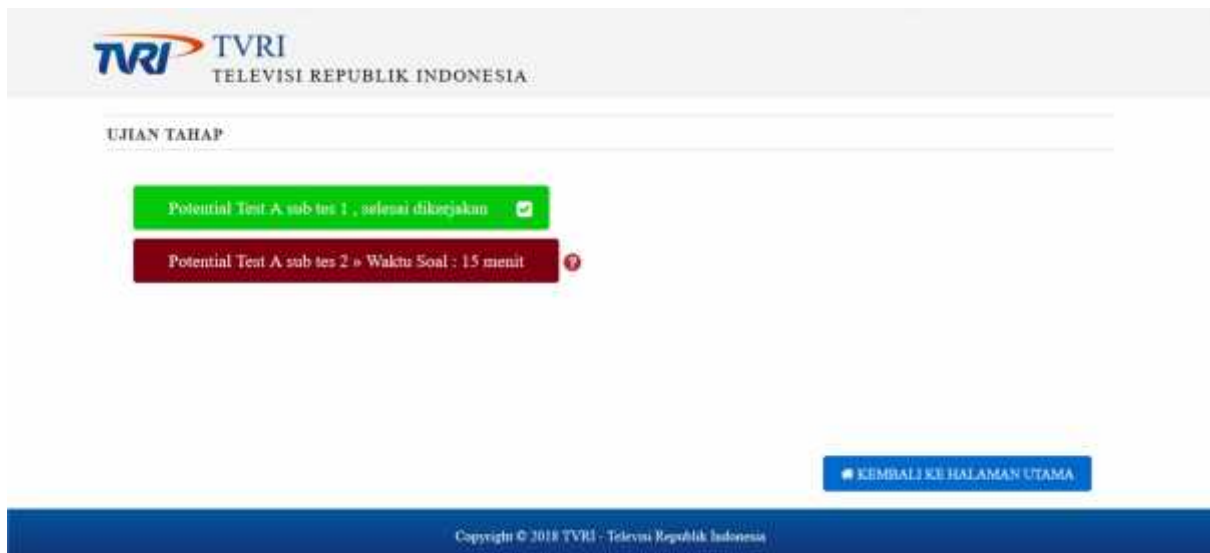 TVRI TVRI
TELEVISI REPUBLIK INDONESIA
UJIAN TAHAP
Potential Test A sub tes 1 , selesai dikerjakan
Potential Test A sub tes 2 » Waktu Soal : 15 menit
KEMBALI KE HALAMAN UTAMA
Copyright © 2018 TVRI - Televisi Republik Indonesia